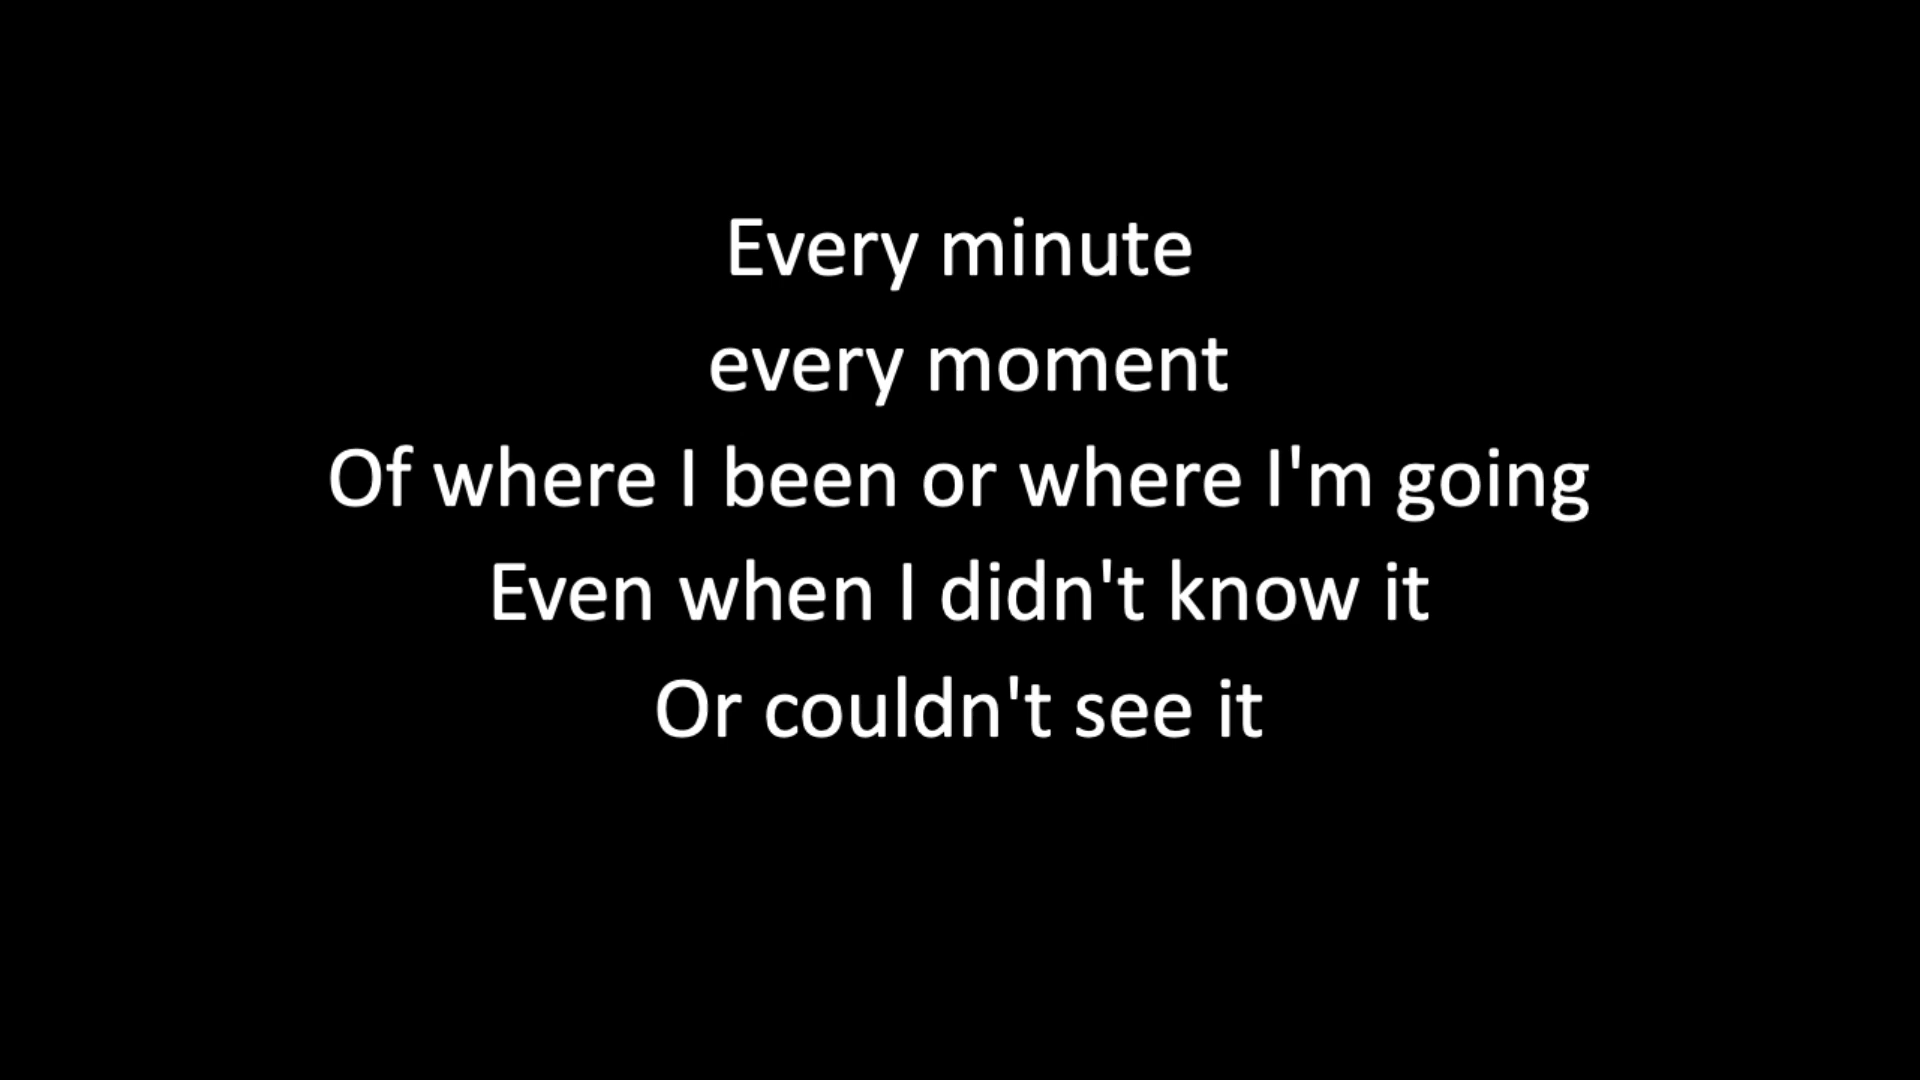 Every minute
every moment
Of where I been or where I'm going
Even when I didn't know it
Or couldn't see it